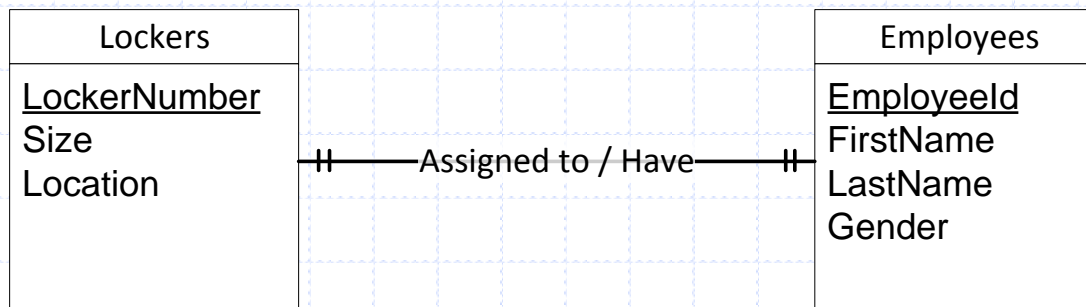 Lockers
LockerNumber
Size
Location
Assigned to / Have
Employees
EmployeeId
FirstName
LastName
Gender